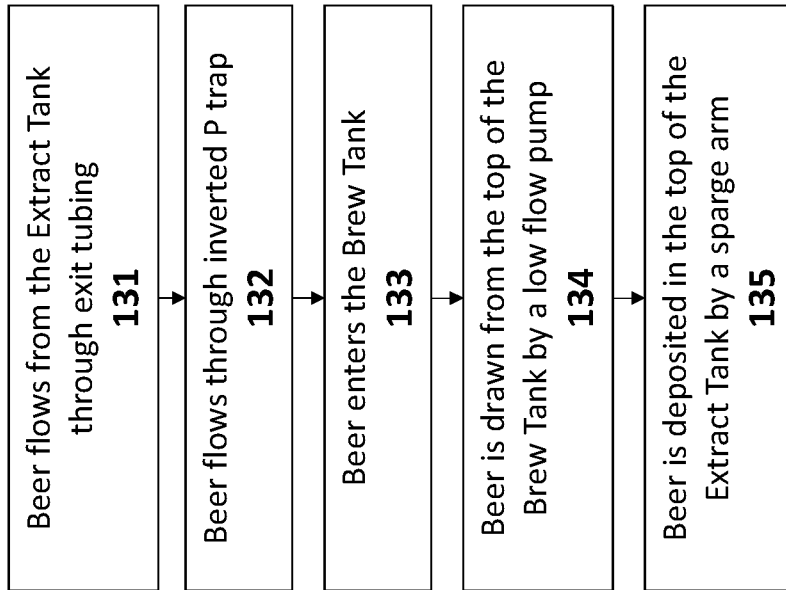 Beer flows from the Extract Tank
through exit tubing
131
Beer flows through inverted P trap
132
Beer enters the Brew Tank
133
Beer is drawn from the top of the
Brew Tank by a low flow pump
134
Beer is deposited in the top of the
Extract Tank by a sparge arm
135